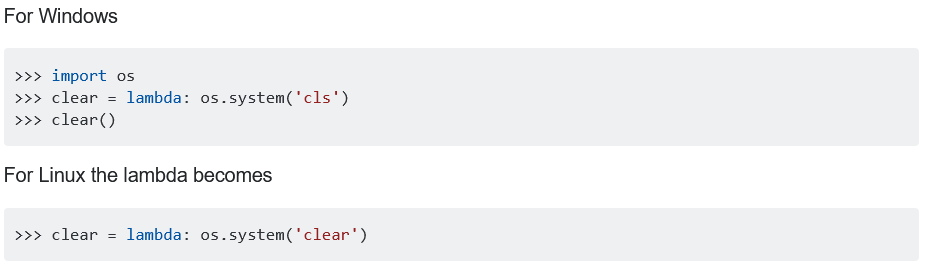 For Windows
>>> import os
>>> clear = lambda: os.system('cls')
>>> clear()
For Linux the lambda becomes
>>> clear = lambda: os.system('clear')